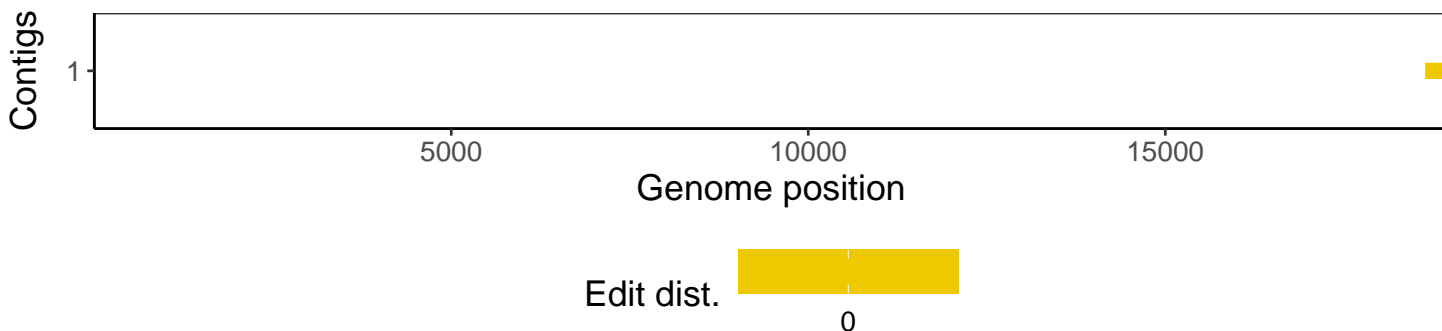 Contigs
1
5000 10000 15000
Genome position
Edit dist.
0